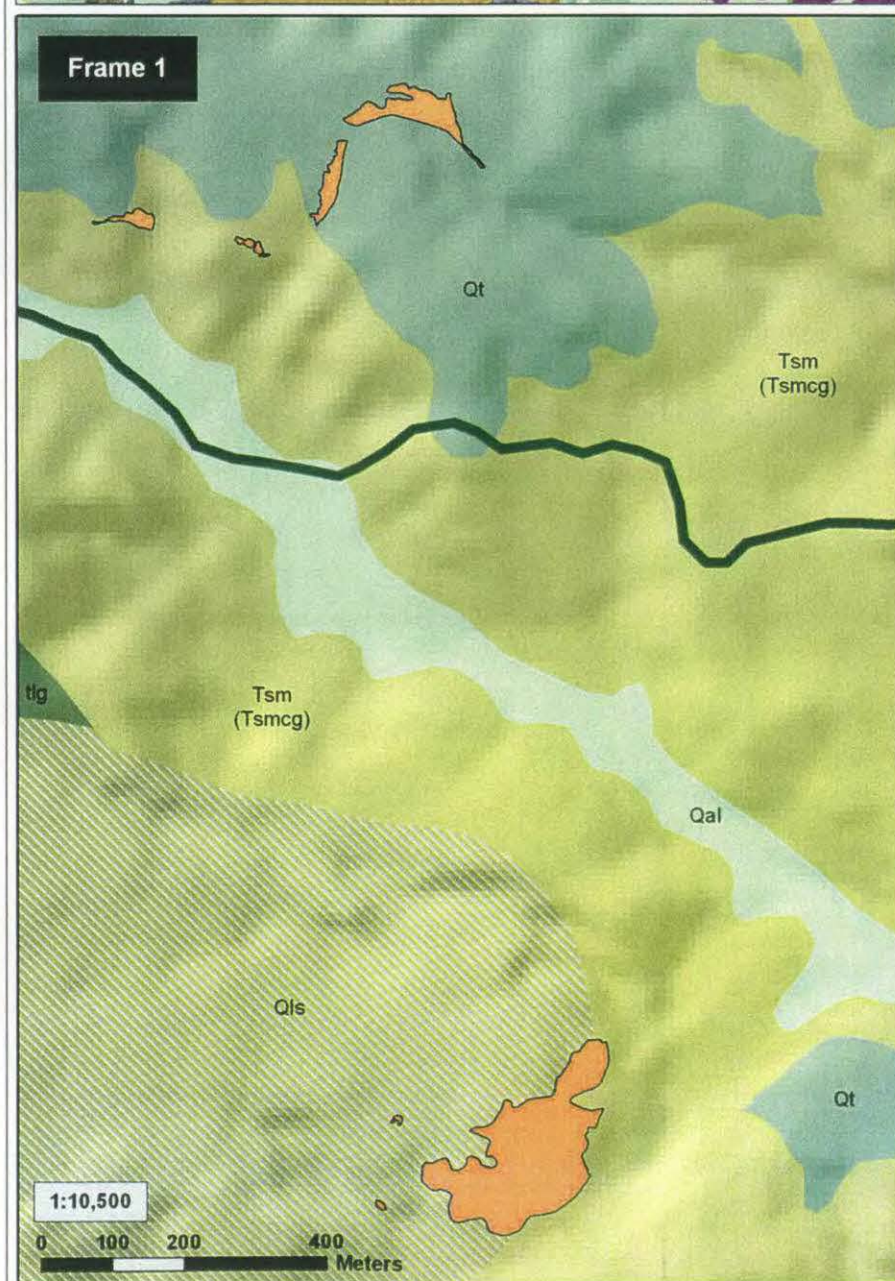 Frame 1
Qt
Tsm
(Tsmcg)
tlg
Tsm
(Tsmcg)
Qal
Qls
Qt
1:10,500
0 100 200 400
Meters